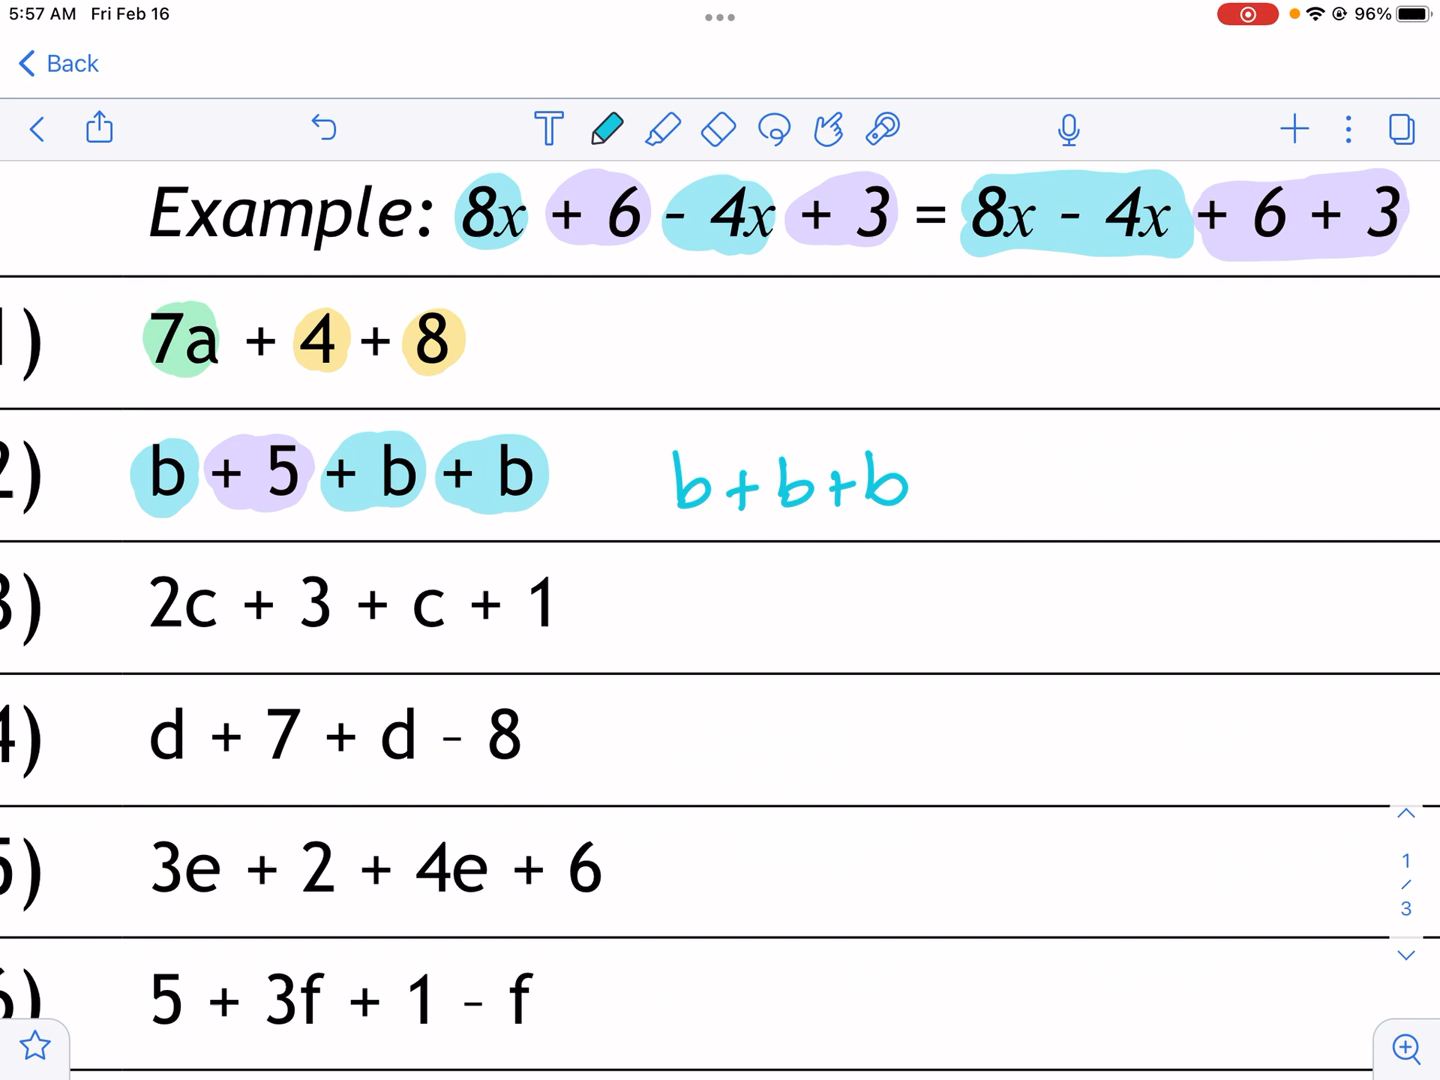 5:57 AM Fri Feb 16 96%
Back
Example: 8x + 6 - 4x + 3 = 8x - 4x + 6 + 3
1) 7a + 4 + 8
2) b + 5 + b + b b + b + b
3) 2c + 3 + c + 1
4) d + 7 + d - 8
5) 3e + 2 + 4e + 6
1 / 3
6) 5 + 3f + 1 - f